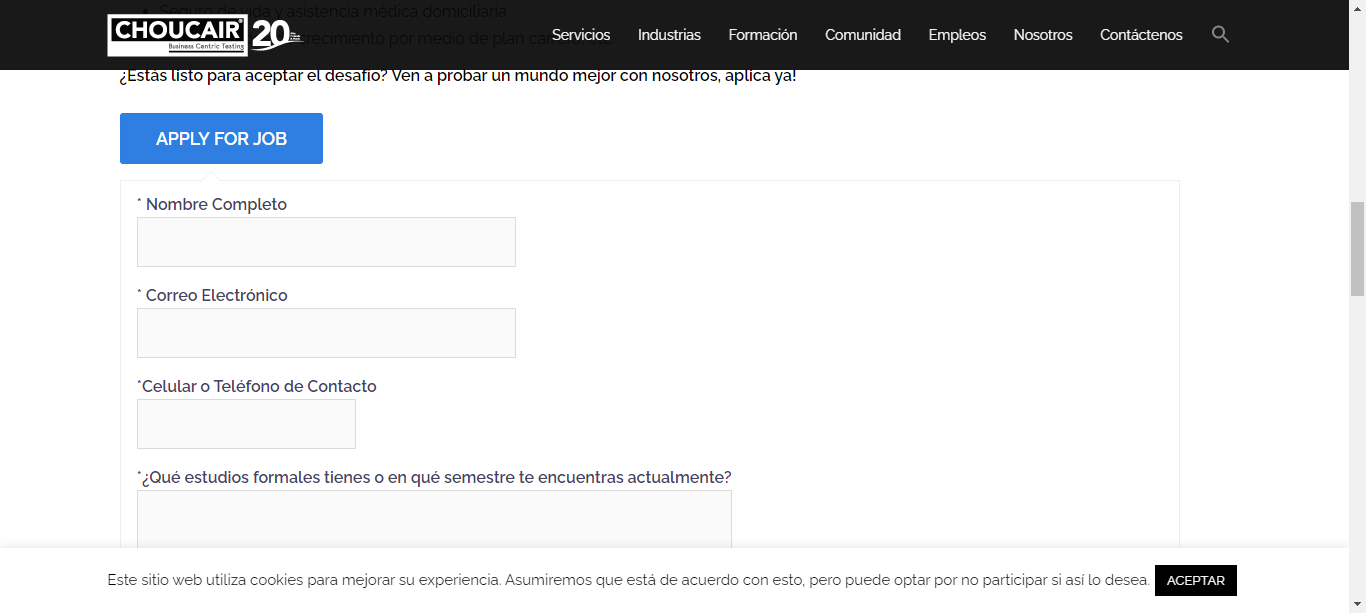 Seguro de vida y asistencia médica domiciliaria
CHOUCAIR
Business Centric Testing
20
crecimiento por medio de plan carrera
Servicios
Industrias
Formación
Comunidad
Empleos
Nosotros
Contáctenos
¿Estás listo para aceptar el desafío? Ven a probar un mundo mejor con nosotros, aplica ya!
APPLY FOR JOB
* Nombre Completo
* Correo Electrónico
*Celular o Teléfono de Contacto
*¿Qué estudios formales tienes o en qué semestre te encuentras actualmente?
Este sitio web utiliza cookies para mejorar su experiencia. Asumiremos que está de acuerdo con esto, pero puede optar por no participar si así lo desea.
ACEPTAR